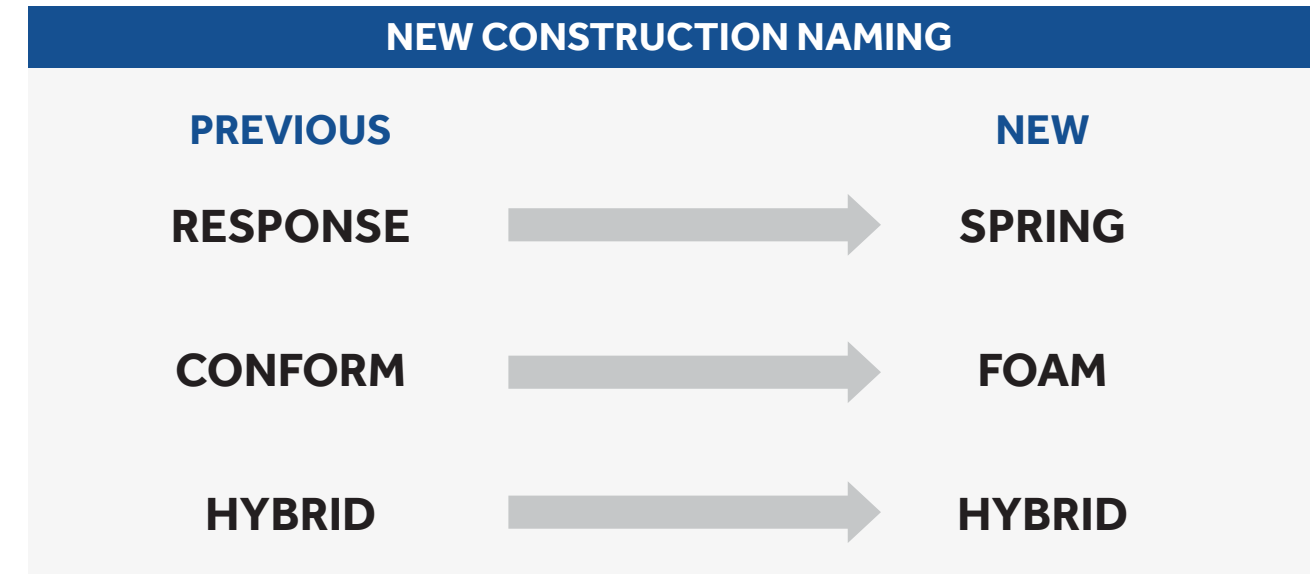 NEW CONSTRUCTION NAMING
PREVIOUS NEW
RESPONSE SPRING
CONFORM FOAM
HYBRID HYBRID